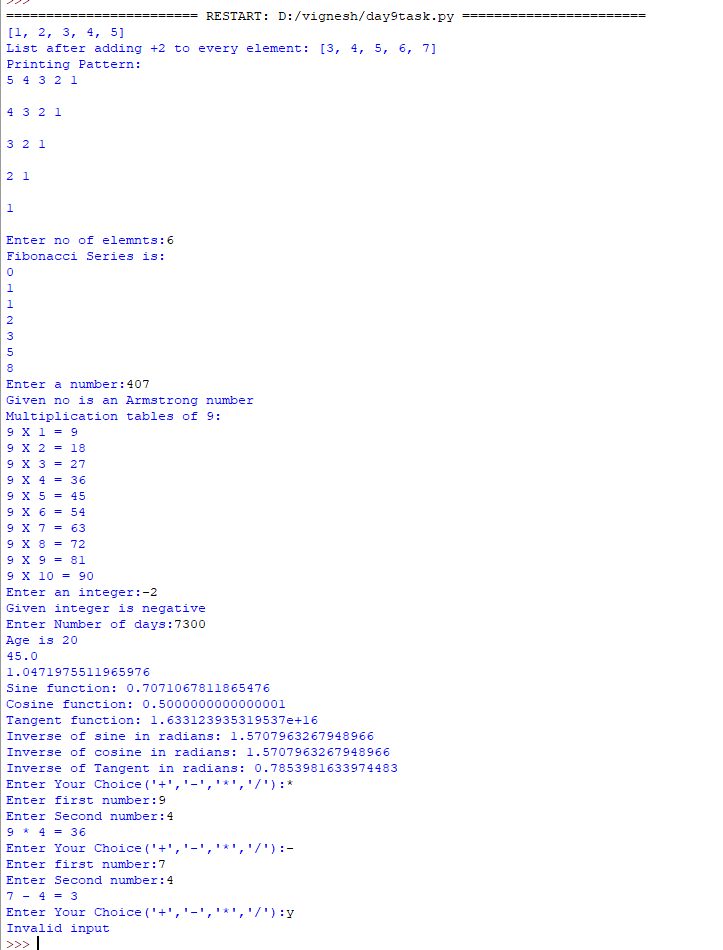 >>>
======================== RESTART: D:/vignesh/day9task.py =======================
[1, 2, 3, 4, 5]
List after adding +2 to every element: [3, 4, 5, 6, 7]
Printing Pattern:
5 4 3 2 1
4 3 2 1
3 2 1
2 1
1
Enter no of elemnts:6
Fibonacci Series is:
0
1
1
2
3
5
8
Enter a number:407
Given no is an Armstrong number
Multiplication tables of 9:
9 X 1 = 9
9 X 2 = 18
9 X 3 = 27
9 X 4 = 36
9 X 5 = 45
9 X 6 = 54
9 X 7 = 63
9 X 8 = 72
9 X 9 = 81
9 X 10 = 90
Enter an integer:-2
Given integer is negative
Enter Number of days:7300
Age is 20
45.0
1.0471975511965976
Sine function: 0.7071067811865476
Cosine function: 0.5000000000000001
Tangent function: 1.633123935319537e+16
Inverse of sine in radians: 1.5707963267948966
Inverse of cosine in radians: 1.5707963267948966
Inverse of Tangent in radians: 0.7853981633974483
Enter Your Choice('+','-','*','/'):*
Enter first number:9
Enter Second number:4
9 * 4 = 36
Enter Your Choice('+','-','*','/'):-
Enter first number:7
Enter Second number:4
7 - 4 = 3
Enter Your Choice('+','-','*','/'):y
Invalid input
>>>